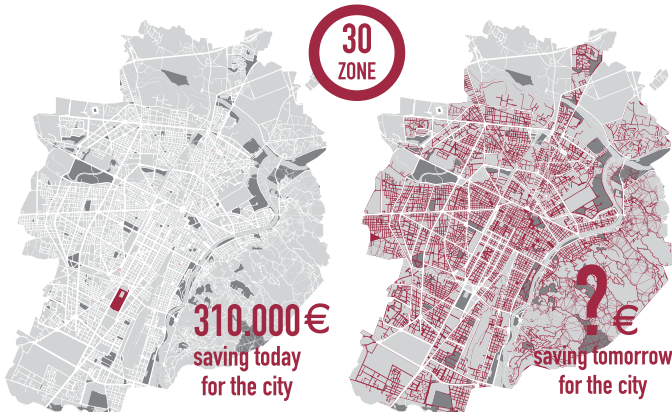 30
ZONE
310.000 €
saving today
for the city
? €
saving tomorrow
for the city